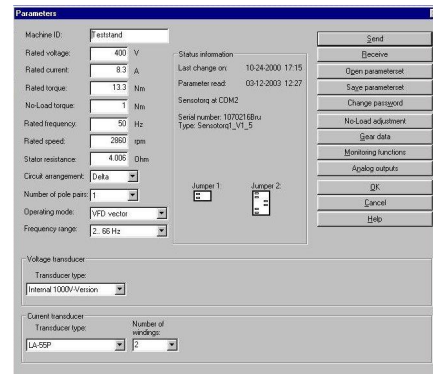 Parameters
Machine ID: Teststand
Rated voltage: 400 V
Rated current: 8.3 A
Rated torque: 13.3 Nm
No-Load torque: 1 Nm
Rated frequency: 50 Hz
Rated speed: 2860 rpm
Stator resistance: 4.006 Ohm
Circuit arrangement: Delta
Number of pole pairs: 1
Operating mode: VFD vector
Frequency range: 2.. 66 Hz
Status information
Last change on: 10-24-2000 17:15
Parameter read: 03-12-2003 12:27
Sensotorq at COM2
Serial number: 1070216Bru
Type: Sensotorq1_V1_5
Jumper 1: Jumper 2:
Send
Receive
Open parameterset
Save parameterset
Change password
No-Load adjustment
Gear data
Monitoring functions
Analog outputs
OK
Cancel
Help
Voltage transducer
Transducer type:
Internal 1000V-Version
Current transducer
Transducer type: Number of windings:
LA-55P 2